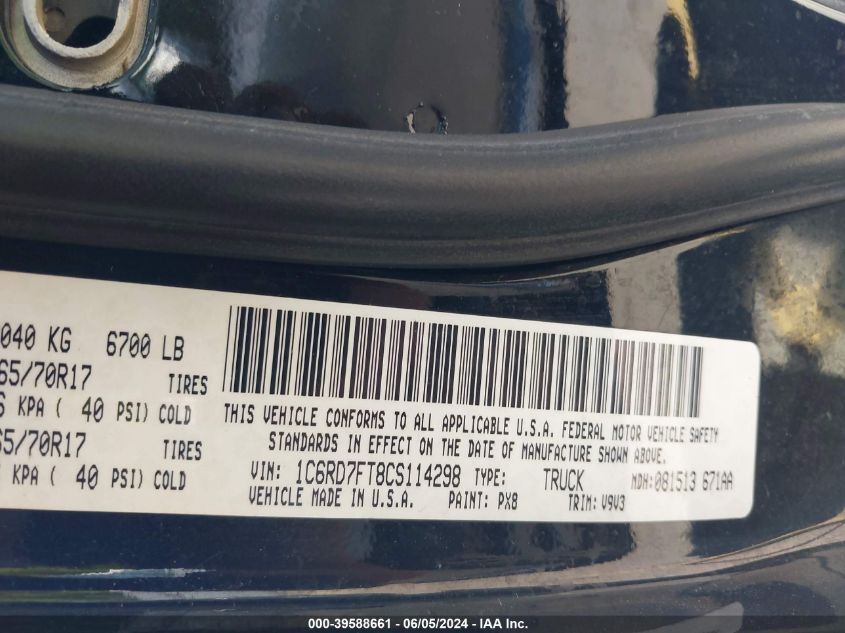 040 KG 6700 LB
65/70R17 TIRES
KPA ( 40 PSI) COLD
65/70R17 TIRES
KPA ( 40 PSI) COLD
THIS VEHICLE CONFORMS TO ALL APPLICABLE U.S.A. FEDERAL MOTOR VEHICLE SAFETY
STANDARDS IN EFFECT ON THE DATE OF MANUFACTURE SHOWN ABOVE.
VIN: 1C6RD7FT8CS114298 TYPE: TRUCK MDH: 081513 671AA
VEHICLE MADE IN U.S.A. PAINT: PX8 TRIM: V9V3
000-39588661 - 06/05/2024 - IAA Inc.